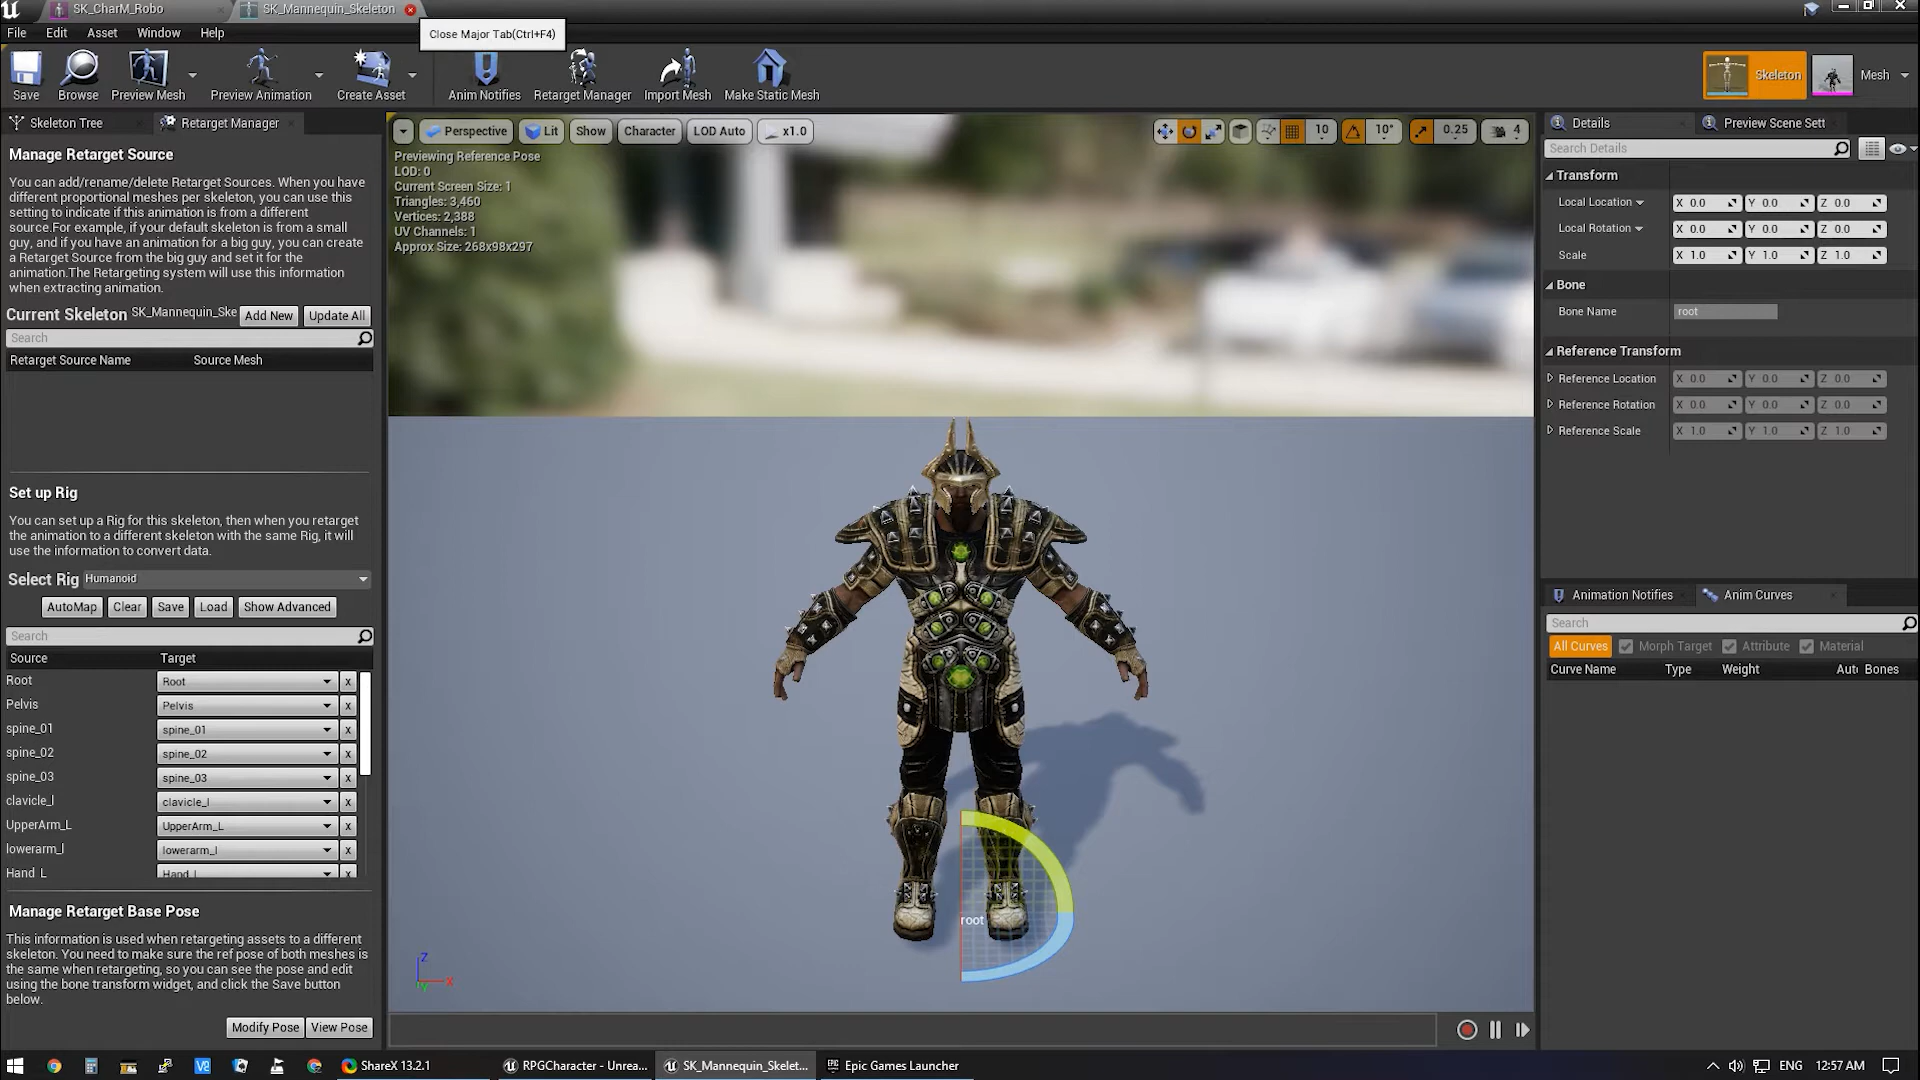 SK_CharM_Robo
SK_Mannequin_Skeleton
File Edit Asset Window Help
Close Major Tab(Ctrl+F4)
Save
Browse
Preview Mesh
Preview Animation
Create Asset
Anim Notifies
Retarget Manager
Import Mesh
Make Static Mesh
Skeleton
Mesh
Skeleton Tree
Retarget Manager
Manage Retarget Source
You can add/rename/delete Retarget Sources. When you have
different proportional meshes per skeleton, you can use this
setting to indicate if this animation is from a different
source.For example, if your default skeleton is from a small
guy, and if you have an animation for a big guy, you can create
a Retarget Source from the big guy and set it for the
animation.The Retargeting system will use this information
when extracting animation.
Current Skeleton SK_Mannequin_Ske Add New Update All
Search
Retarget Source Name Source Mesh
Set up Rig
You can set up a Rig for this skeleton, then when you retarget
the animation to a different skeleton with the same Rig, it will
use the information to convert data.
Select Rig Humanoid
AutoMap Clear Save Load Show Advanced
Search
Source Target
Root Root x
Pelvis Pelvis x
spine_01 spine_01 x
spine_02 spine_02 x
spine_03 spine_03 x
clavicle_l clavicle_l x
UpperArm_L UpperArm_L x
lowerarm_l lowerarm_l x
Hand_L Hand_L x
Manage Retarget Base Pose
This information is used when retargeting assets to a different
skeleton. You need to make sure the ref pose of both meshes is
the same when retargeting, so you can see the pose and edit
using the bone transform widget, and click the Save button
below.
Modify Pose View Pose
Perspective Lit Show Character LOD Auto x1.0
10 10° 0.25 4
Previewing Reference Pose
LOD: 0
Current Screen Size: 1
Triangles: 3,460
Vertices: 2,388
UV Channels: 1
Approx Size: 268x98x297
root
Z
X
Y
Details
Preview Scene Sett
Search Details
Transform
Local Location X 0.0 Y 0.0 Z 0.0
Local Rotation X 0.0 Y 0.0 Z 0.0
Scale X 1.0 Y 1.0 Z 1.0
Bone
Bone Name root
Reference Transform
Reference Location X 0.0 Y 0.0 Z 0.0
Reference Rotation X 0.0 Y 0.0 Z 0.0
Reference Scale X 1.0 Y 1.0 Z 1.0
Animation Notifies
Anim Curves
Search
All Curves Morph Target Attribute Material
Curve Name Type Weight Aut Bones
ShareX 13.2.1
RPGCharacter - Unrea...
SK_Mannequin_Skelet...
Epic Games Launcher
ENG
12:57 AM